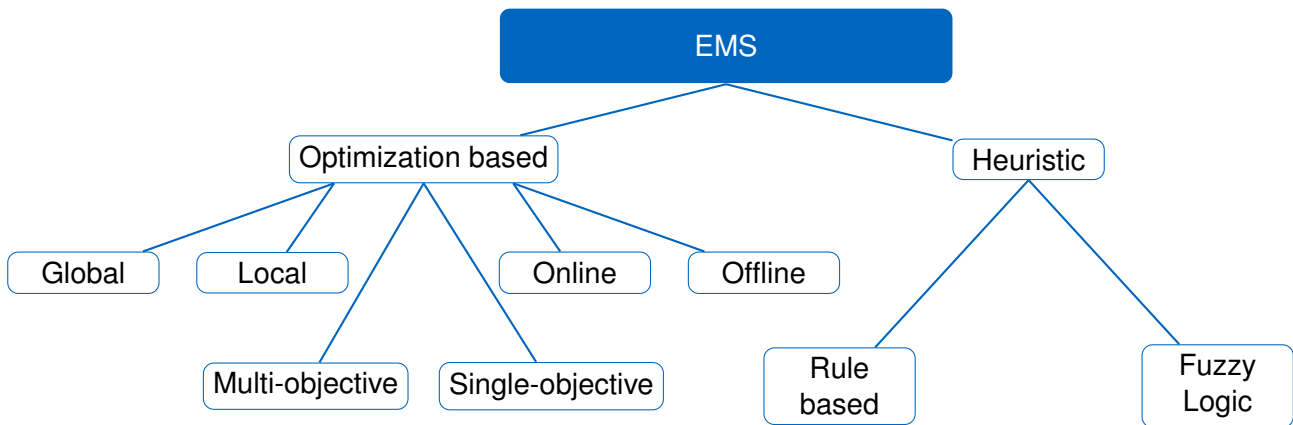 EMS
Optimization based
Heuristic
Global
Local
Online
Offline
Multi-objective
Single-objective
Rule
based
Fuzzy
Logic